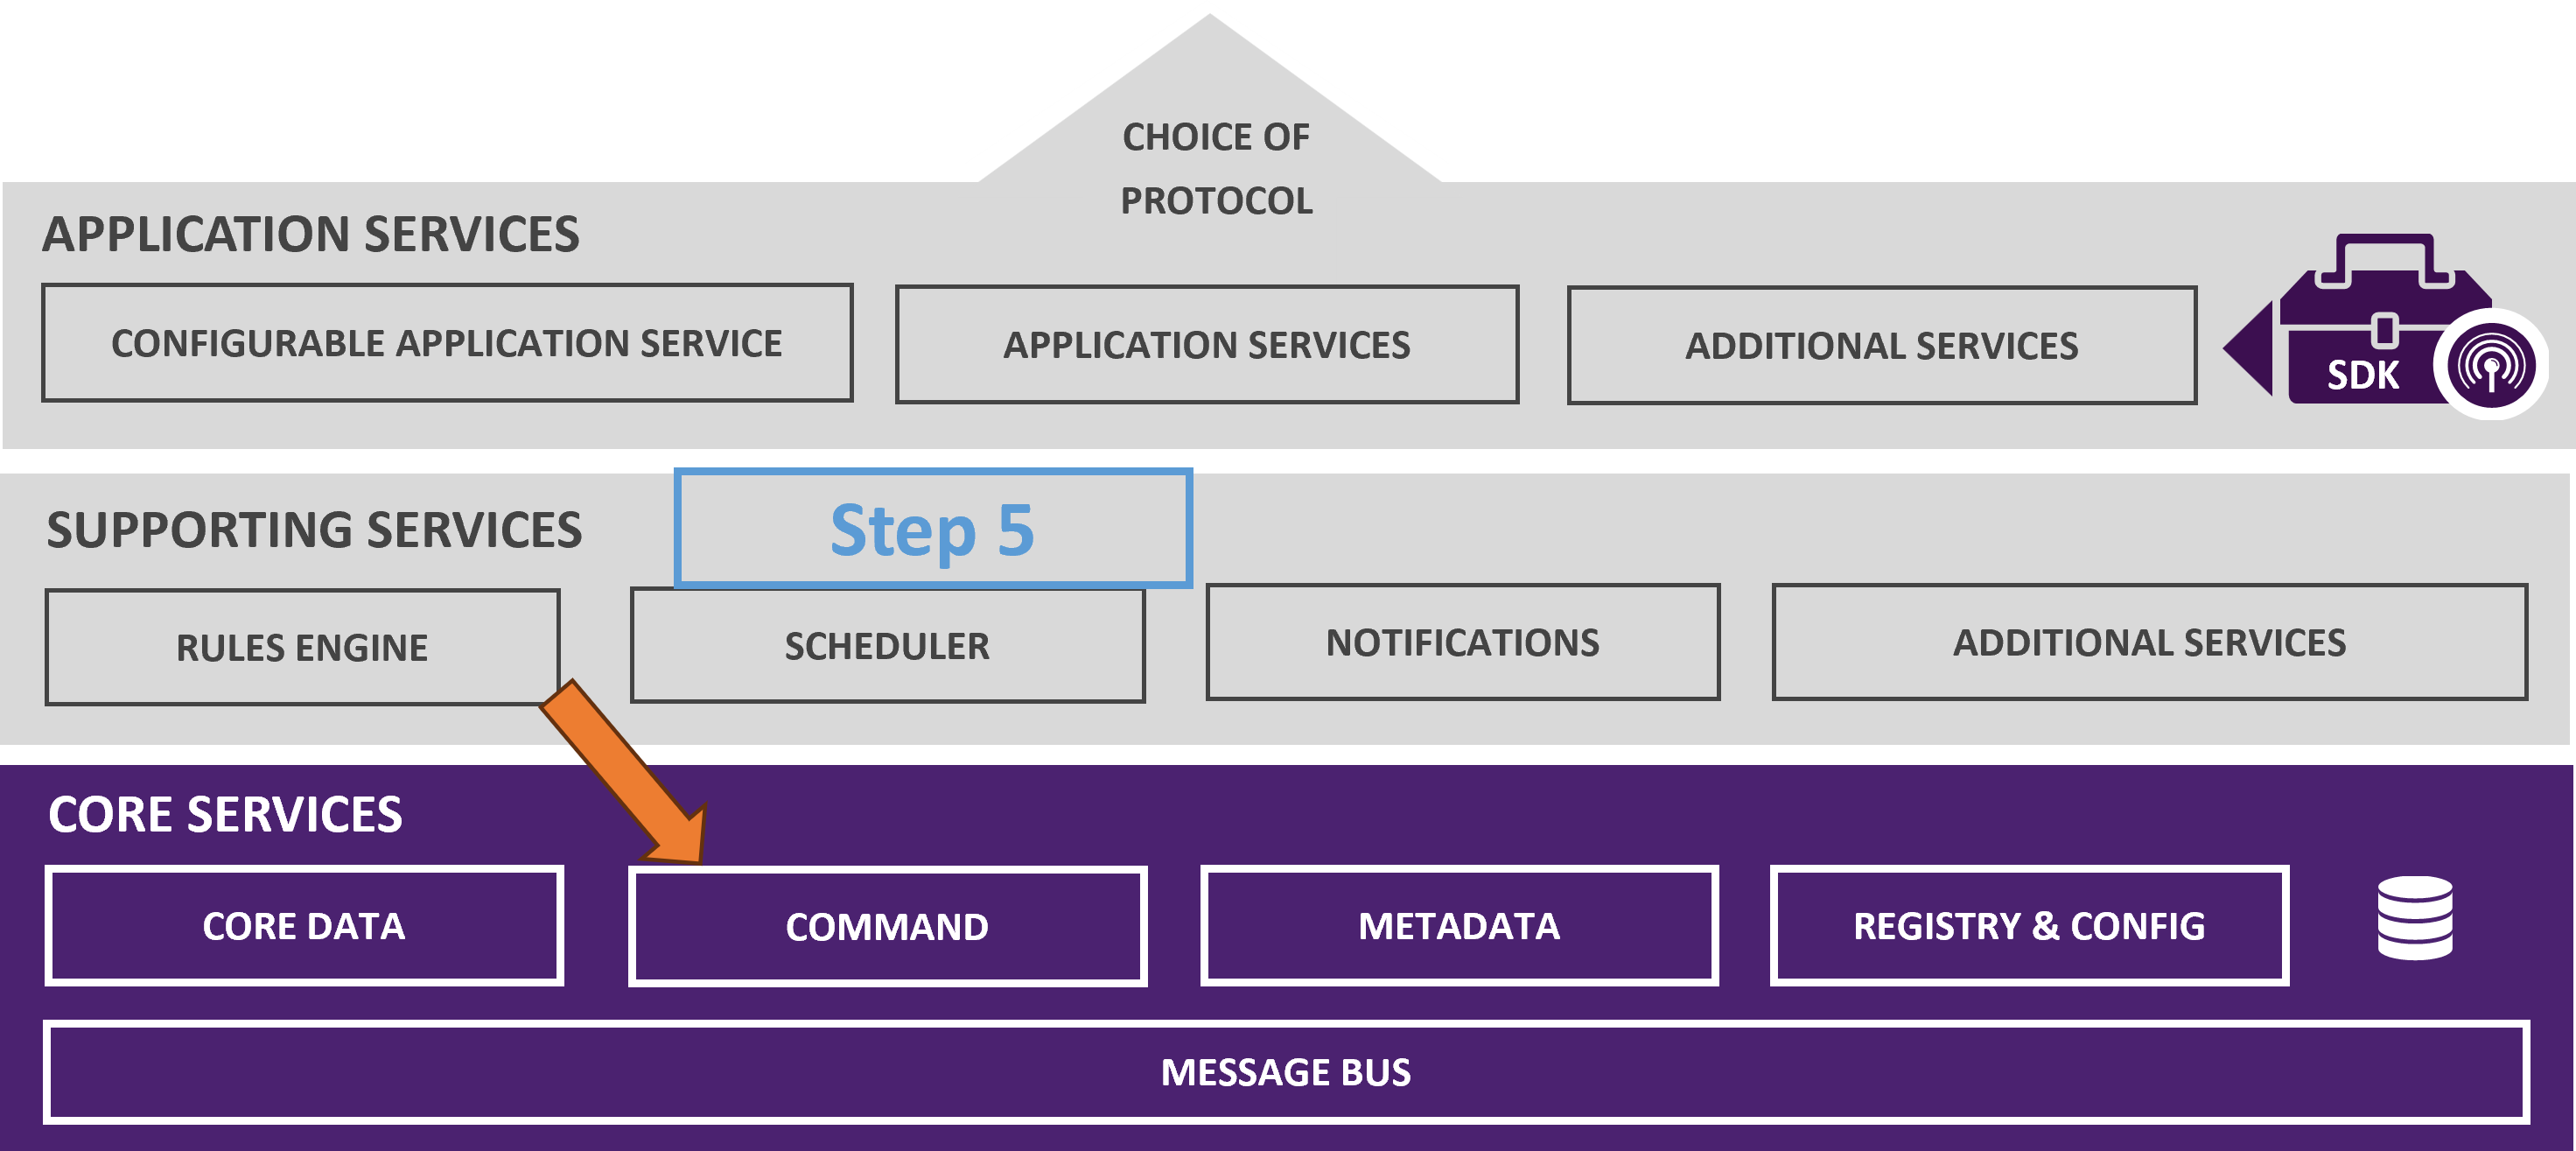 CHOICE OF
PROTOCOL
APPLICATION SERVICES
CONFIGURABLE APPLICATION SERVICE
APPLICATION SERVICES
ADDITIONAL SERVICES
SDK
SUPPORTING SERVICES
Step 5
RULES ENGINE
SCHEDULER
NOTIFICATIONS
ADDITIONAL SERVICES
CORE SERVICES
CORE DATA
COMMAND
METADATA
REGISTRY & CONFIG
MESSAGE BUS